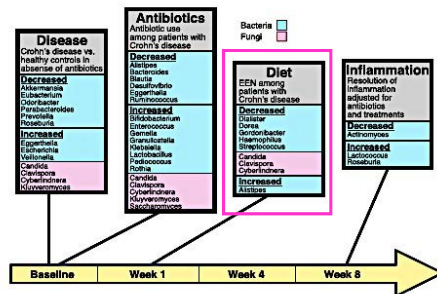 Bacteria
Fungi
Disease
Crohn's disease vs.
healthy controls in
absense of antibiotics
Decreased
Akkermansia
Eubacterium
Odoribacter
Parabacteroides
Prevotella
Roseburia
Increased
Eggerthella
Escherichia
Veillonella
Candida
Clavispora
Cyberlindnera
Kluyveromyces
Antibiotics
Antibiotic use among
patients with
Crohn's disease
Decreased
Alistipes
Bacteroides
Blautia
Desulfovibrio
Eggerthella
Ruminococcus
Increased
Bifidobacterium
Enterococcus
Gemella
Granulicatella
Klebsiella
Lactobacillus
Pediococcus
Rothia
Candida
Clavispora
Cyberlindnera
Kluyveromyces
Saccharomyces
Diet
EEN among
patients with
Crohn's disease
Decreased
Dialister
Dorea
Gordonibacter
Haemophilus
Streptococcus
Candida
Clavispora
Cyberlindnera
Increased
Alistipes
Inflammation
Resolution of
Inflammation
adjusted for
antibiotics
and treatments
Decreased
Actinomyces
Increased
Lactococcus
Roseburia
Baseline
Week 1
Week 4
Week 8